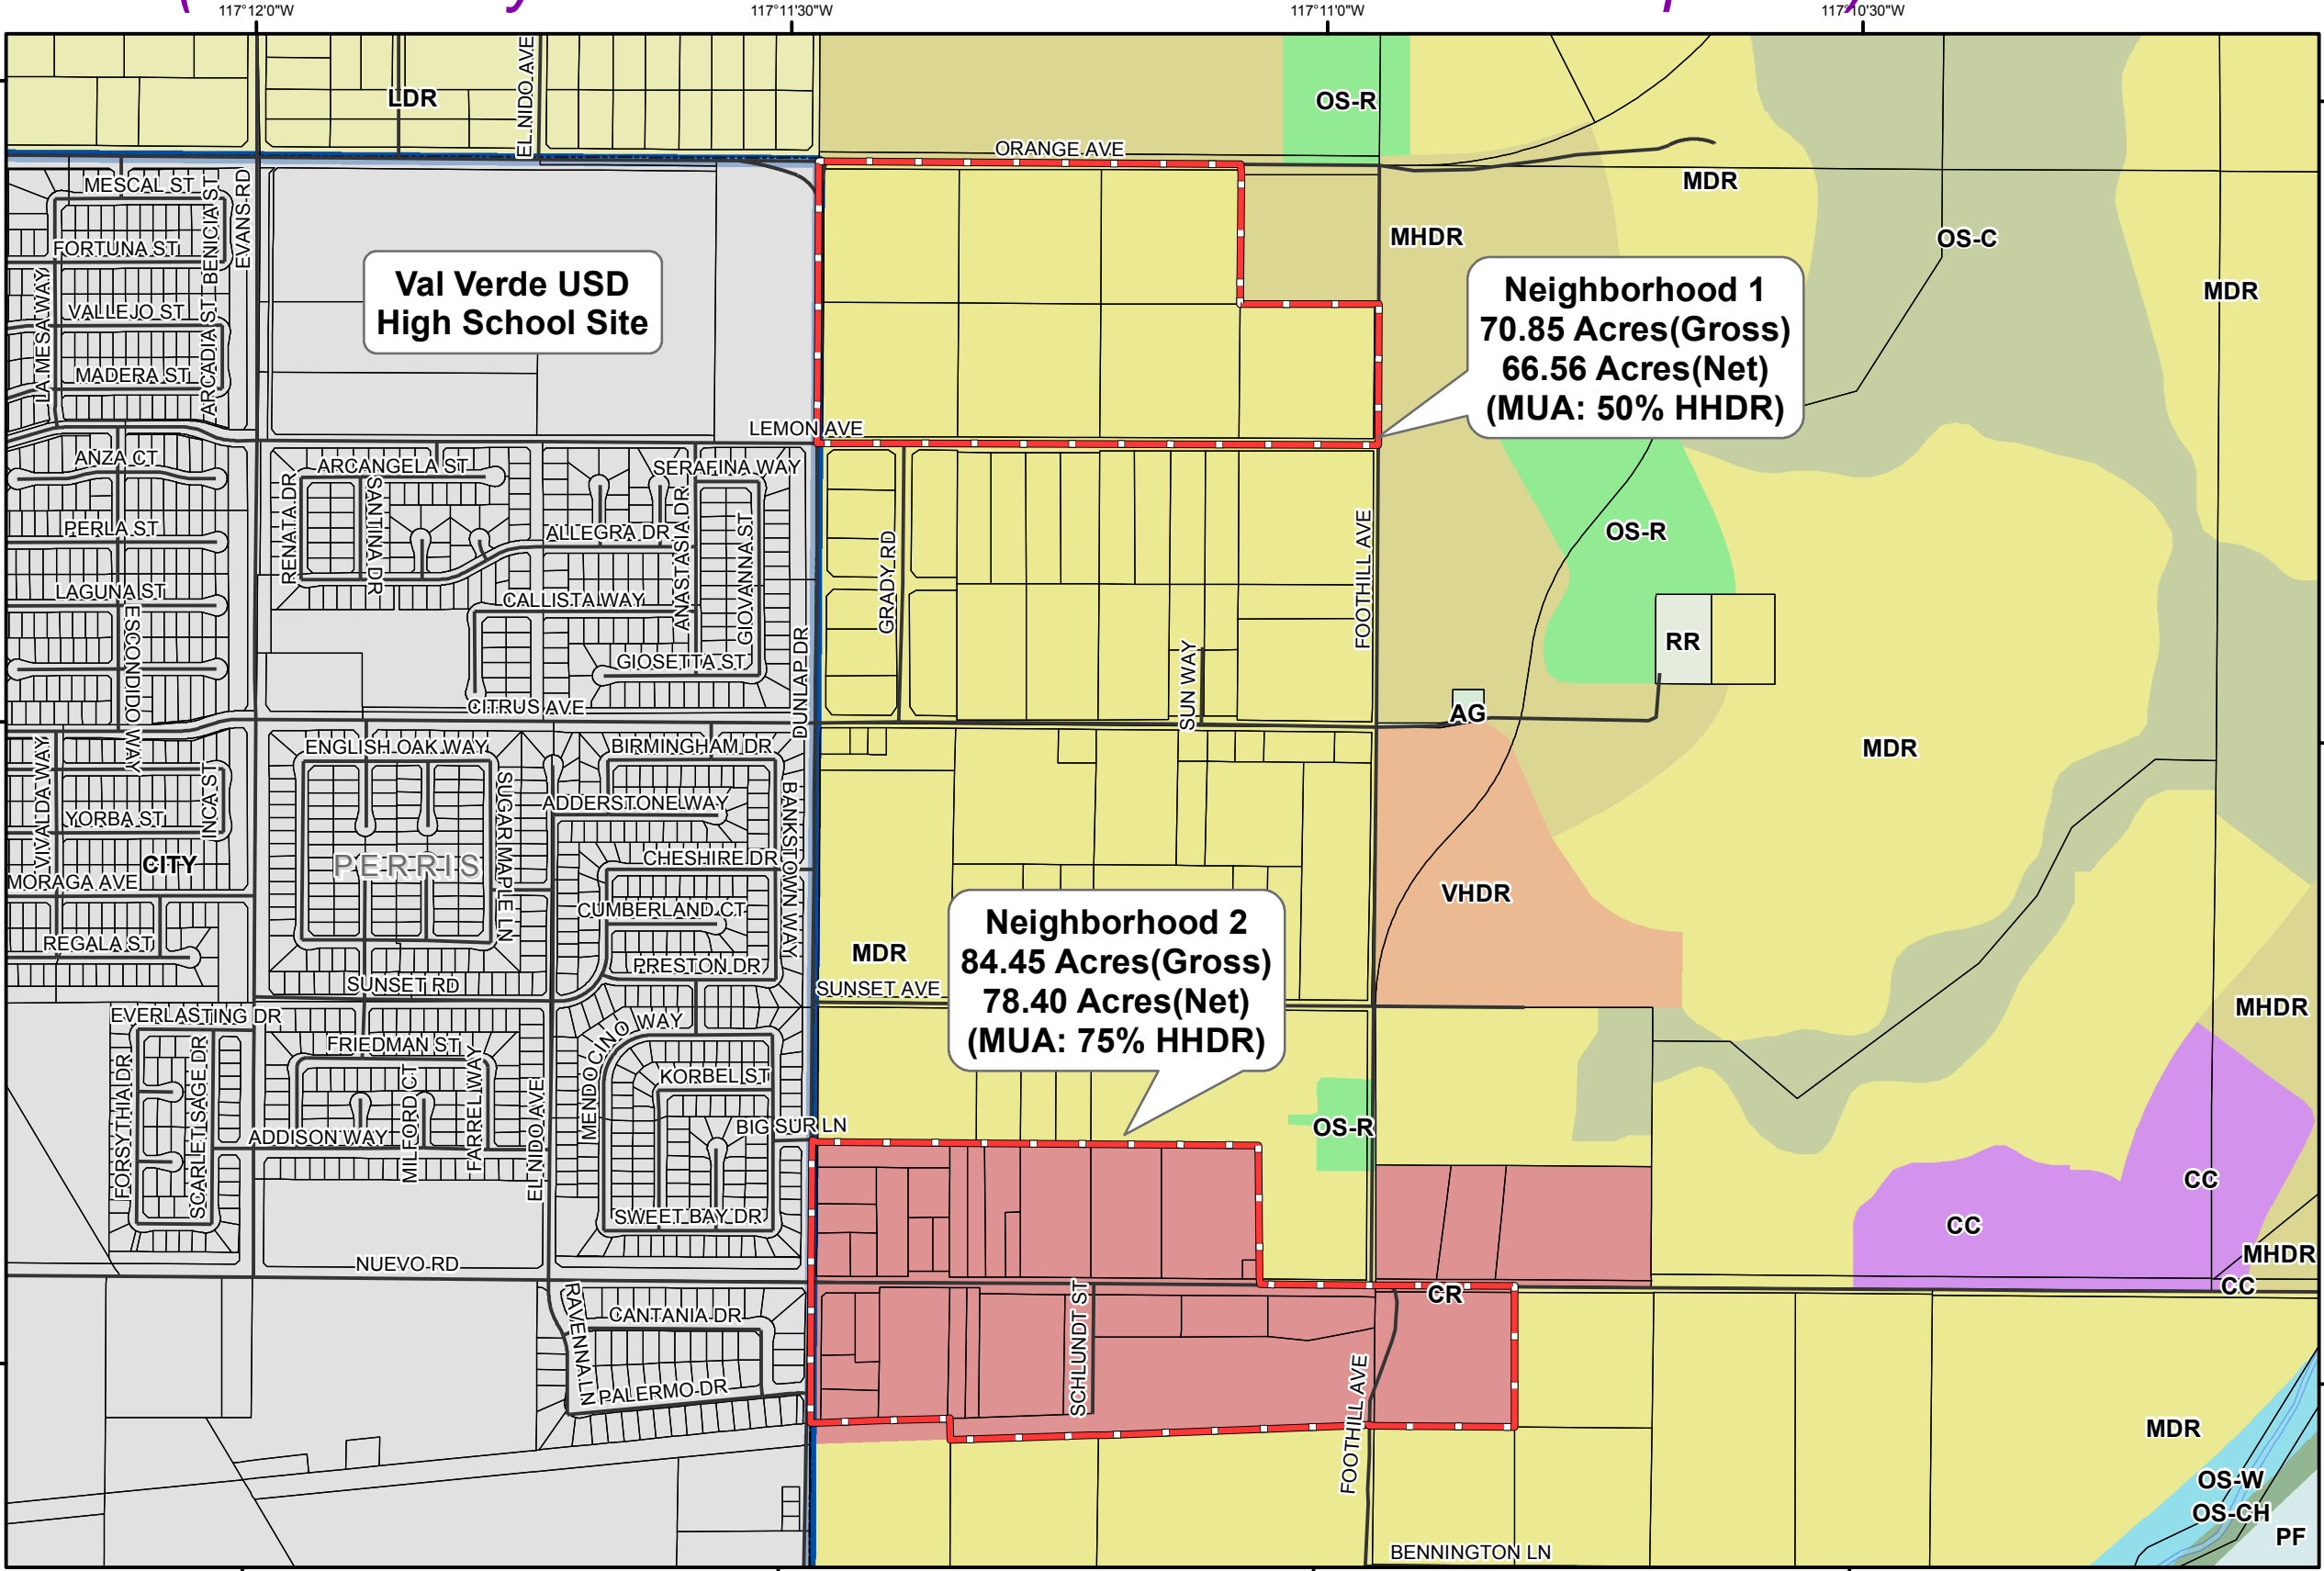 117°12'0"W
117°11'30"W
117°11'0"W
117°10'30"W
LDR
EL NIDO AVE
OS-R
ORANGE AVE
MDR
MESCAL ST
BENICIA ST
EVANS RD
FORTUNA ST
MHDR
OS-C
Val Verde USD
High School Site
Neighborhood 1
70.85 Acres(Gross)
66.56 Acres(Net)
(MUA: 50% HHDR)
MDR
LA MESA WAY
VALLEJO ST
ARCADIA ST
MADERA ST
LEMON AVE
ANZA CT
ARCANGELA ST
SERAFINA WAY
RENATA DR
SANTINA DR
PERLA ST
ALLEGRA DR
ANASTASIA DR
GIOVANNA ST
GRADY RD
FOOTHILL AVE
OS-R
LAGUNA ST
ESCONDIDO WAY
CALLISTA WAY
RR
GIOSETTA ST
DUNLAP DR
SUN WAY
CITRUS AVE
AG
ENGLISH OAK WAY
BIRMINGHAM DR
MDR
VIVALDA WAY
INCA ST
SUGAR MAPLE LN
ADDERSTONE WAY
BANKSTOWN WAY
YORBA ST
CITY
PERRIS
CHESHIRE DR
MORAGA AVE
VHDR
CUMBERLAND CT
REGALA ST
Neighborhood 2
84.45 Acres(Gross)
78.40 Acres(Net)
(MUA: 75% HHDR)
MDR
PRESTON DR
SUNSET RD
SUNSET AVE
EVERLASTING DR
MENDOCINO WAY
MHDR
FRIEDMAN ST
FORSYTHIA DR
SCARLET SAGE DR
MILFORD CT
FARREL WAY
EL NIDO AVE
KORBEL ST
BIG SUR LN
OS-R
ADDISON WAY
CC
SWEET BAY DR
CC
NUEVO RD
MHDR
CC
CR
RAVENNA LN
CANTANIA DR
SCHLUNDT ST
PALERMO DR
FOOTHILL AVE
MDR
OS-W
OS-CH
PF
BENNINGTON LN